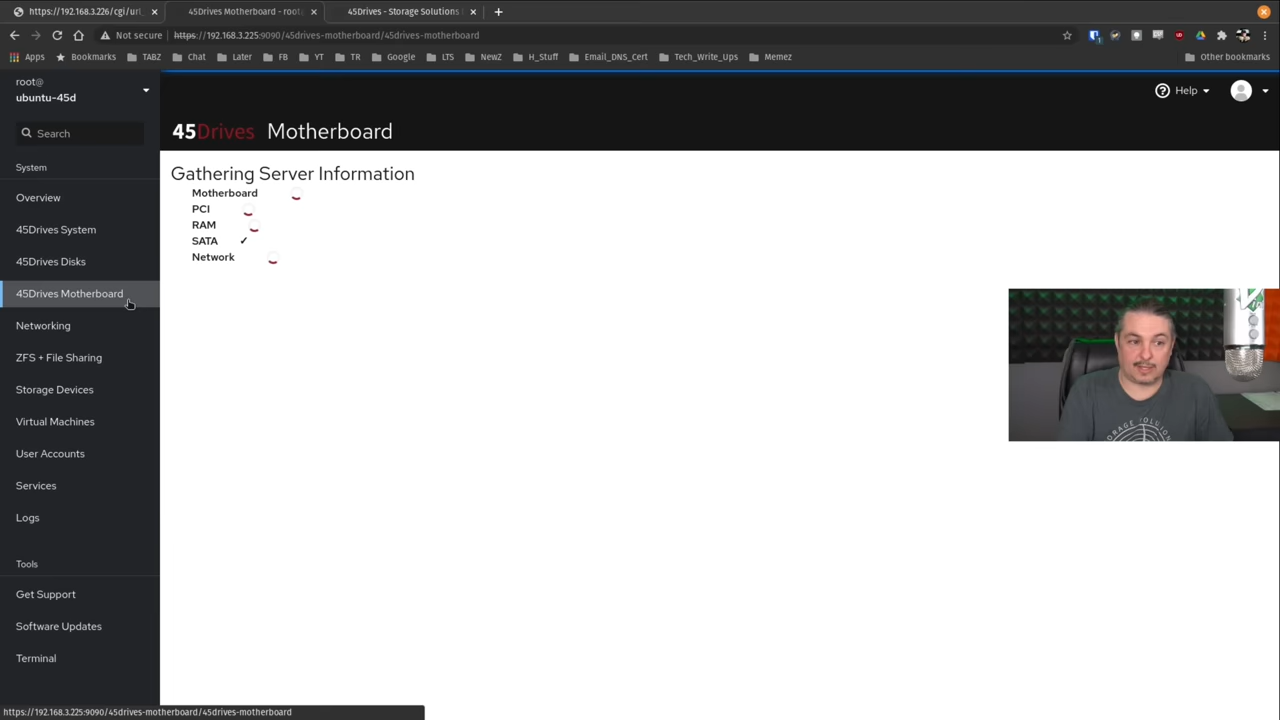 https://192.168.3.226/cgi/url
45Drives Motherboard - root
45Drives - Storage Solutions
Not secure
https://192.168.3.225:9090/45drives-motherboard/45drives-motherboard
Apps
Bookmarks
TABZ
Chat
Later
FB
YT
TR
Google
LTS
NewZ
H_Stuff
Email_DNS_Cert
Tech_Write_Ups
Memez
Other bookmarks
root@
ubuntu-45d
Help
Search
45Drives Motherboard
System
Gathering Server Information
Motherboard
PCI
RAM
SATA ✓
Network
Overview
45Drives System
45Drives Disks
45Drives Motherboard
Networking
ZFS + File Sharing
Storage Devices
Virtual Machines
User Accounts
Services
Logs
Tools
Get Support
Software Updates
Terminal
https://192.168.3.225:9090/45drives-motherboard/45drives-motherboard